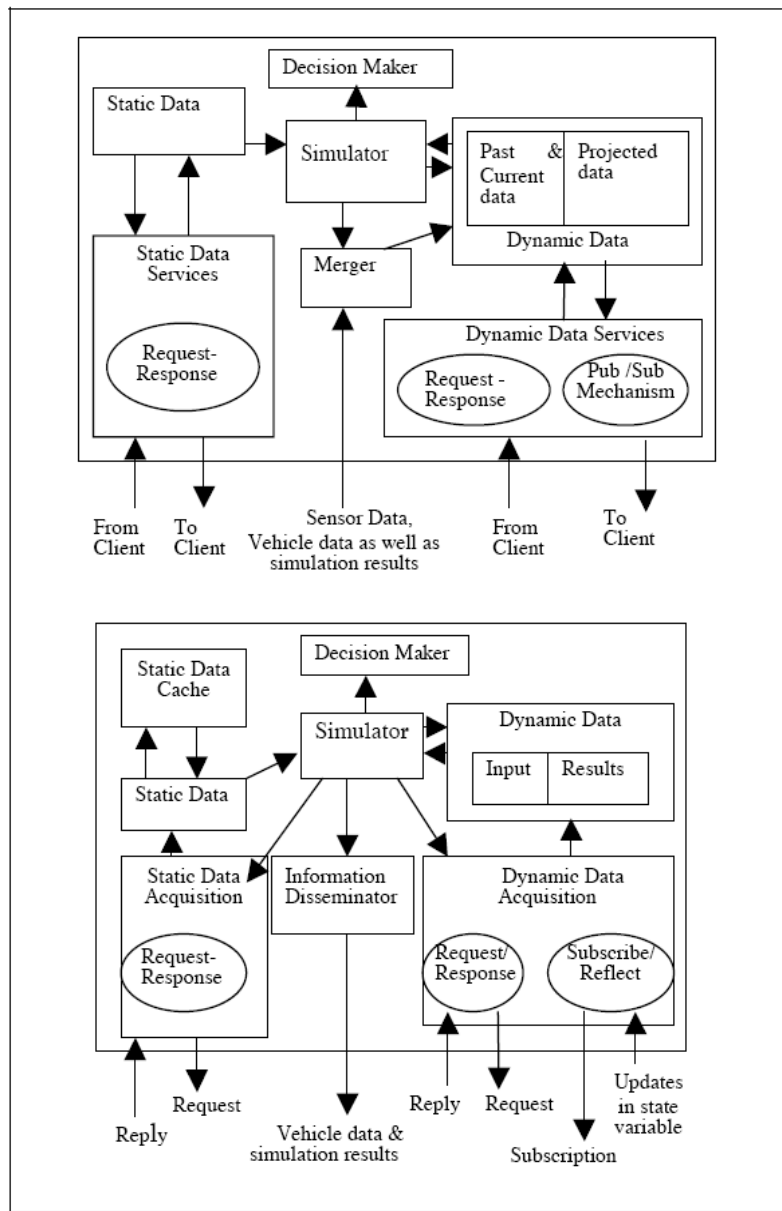 Decision Maker
Static Data
Simulator
Past &
Current
data
Projected
data
Dynamic Data
Static Data
Services
Merger
Request-
Response
Dynamic Data Services
Request -
Response
Pub /Sub
Mechanism
From
Client
To
Client
Sensor Data,
Vehicle data as well as
simulation results
From
Client
To
Client
Decision Maker
Static Data
Cache
Simulator
Dynamic Data
Input
Results
Static Data
Static Data
Acquisition
Information
Disseminator
Dynamic Data
Acquisition
Request-
Response
Request/
Response
Subscribe/
Reflect
Reply
Request
Vehicle data &
simulation results
Reply
Request
Subscription
Updates
in state
variable